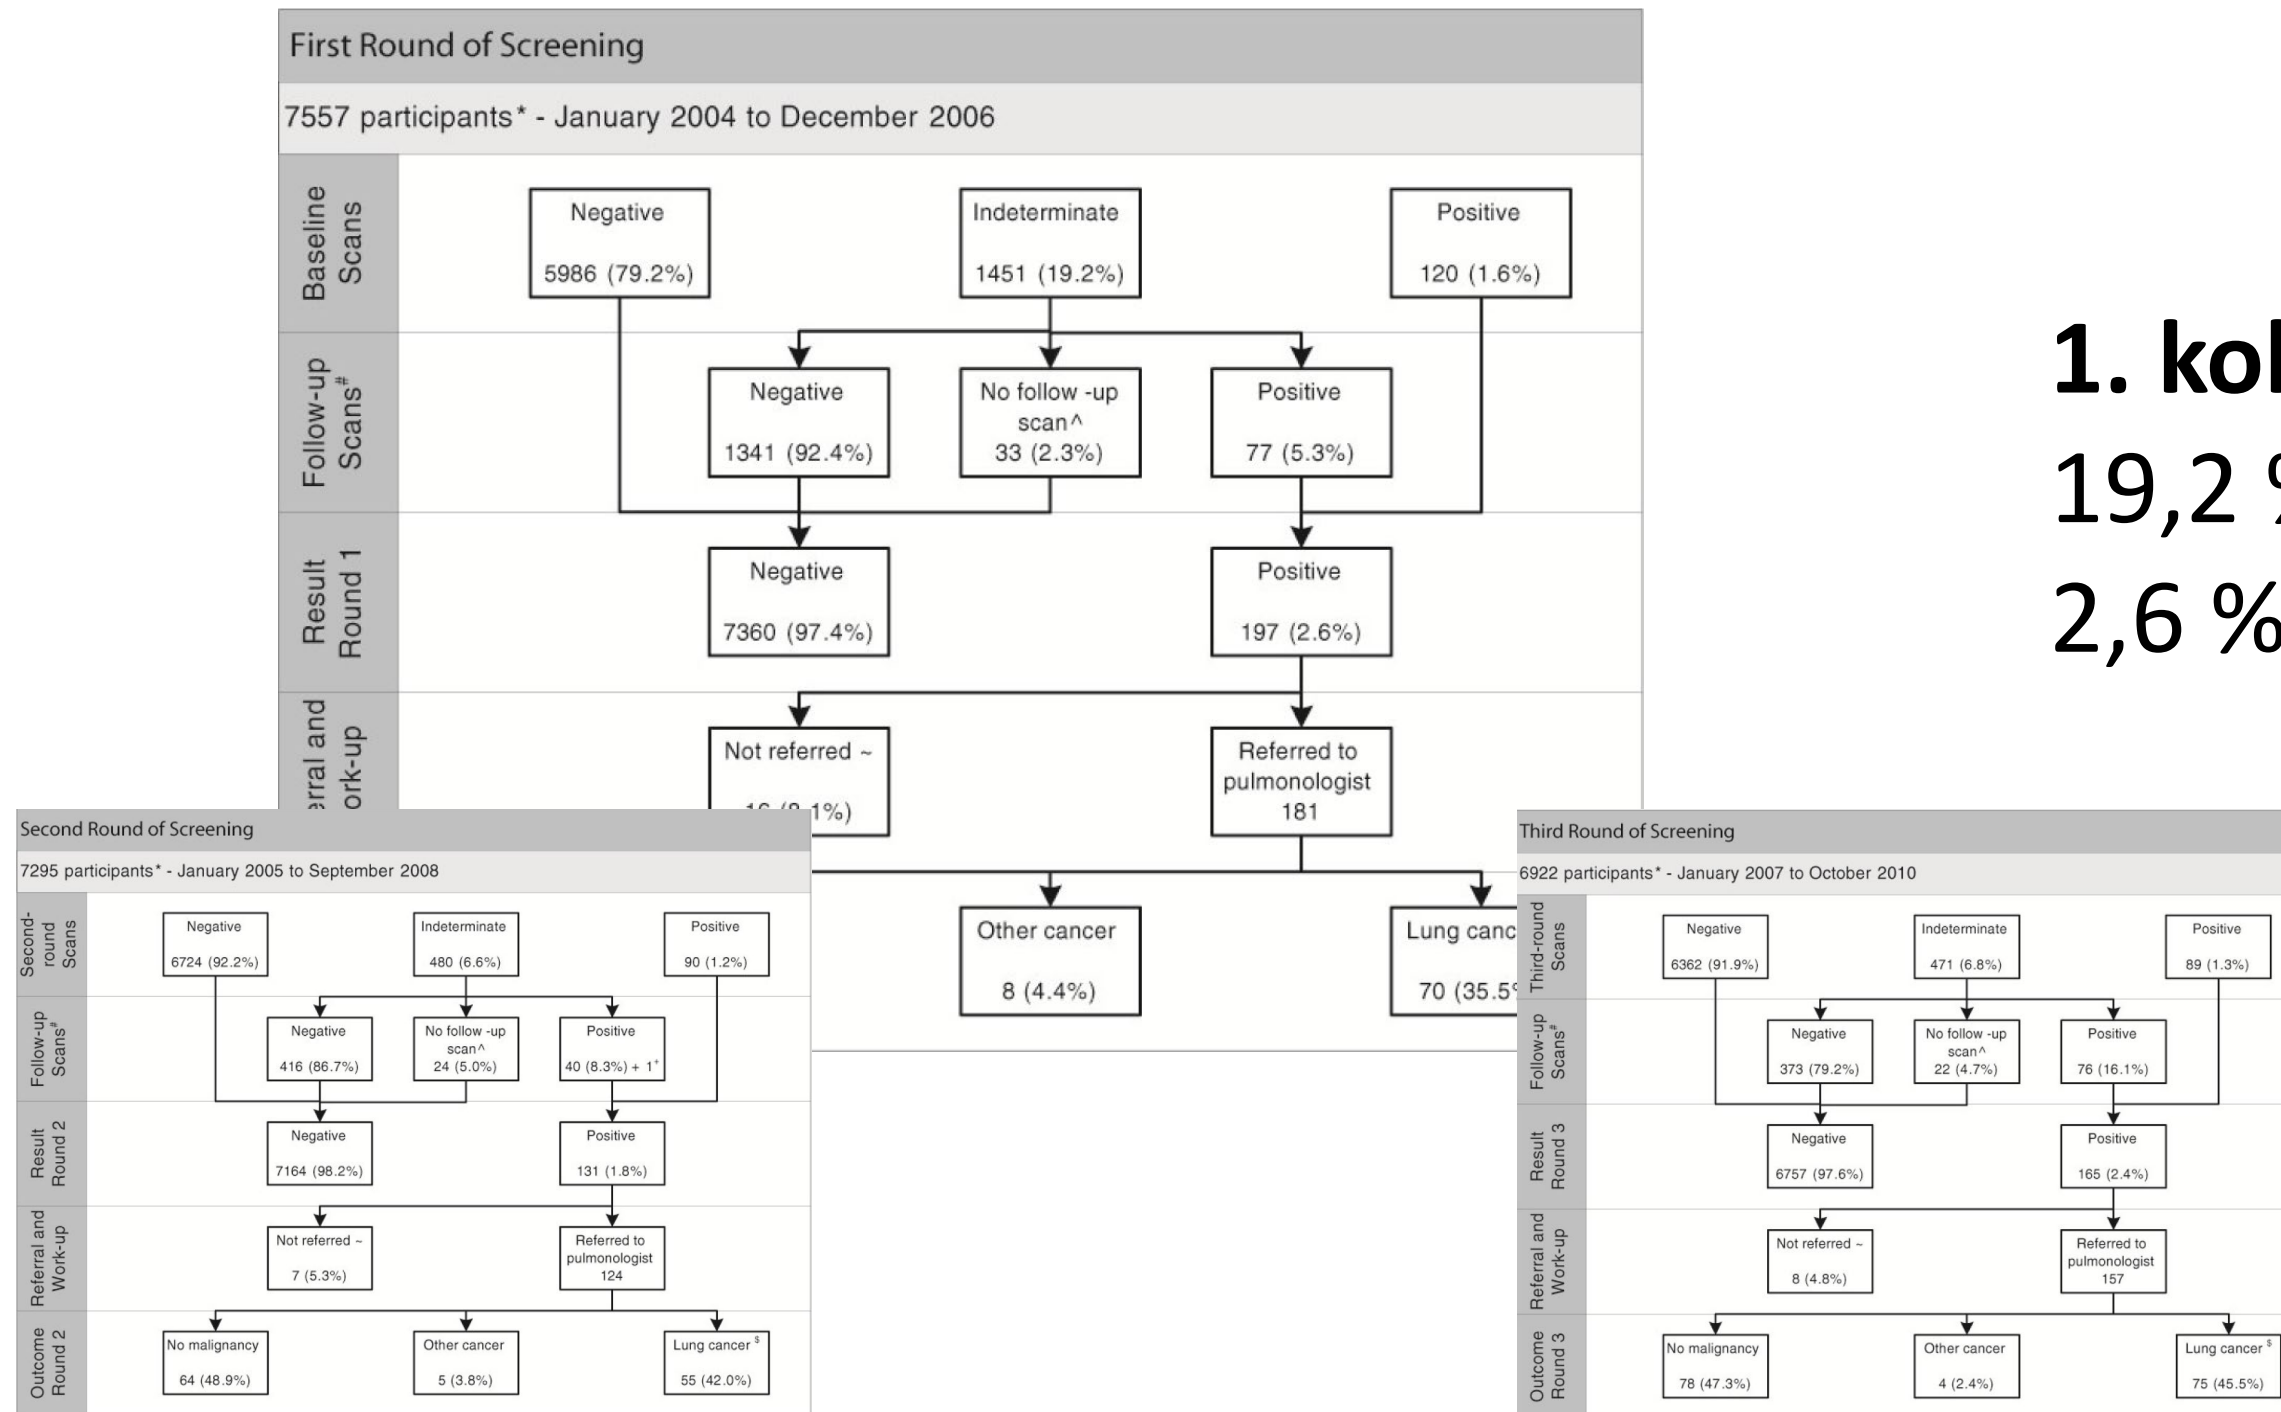 First Round of Screening
7557 participants* - January 2004 to December 2006
Baseline
Scans
Negative
5986 (79.2%)
Indeterminate
1451 (19.2%)
Positive
120 (1.6%)
Follow-up
Scans#
Negative
1341 (92.4%)
No follow -up
scan^
33 (2.3%)
Positive
77 (5.3%)
Result
Round 1
Negative
7360 (97.4%)
Positive
197 (2.6%)
erral and
ork-up
Not referred ~
1%)
Referred to
pulmonologist
181
Other cancer
8 (4.4%)
Lung canc
70 (35.5
1. kol
19,2 %
2,6 %
Second Round of Screening
7295 participants* - January 2005 to September 2008
Second-
round
Scans
Negative
6724 (92.2%)
Indeterminate
480 (6.6%)
Positive
90 (1.2%)
Follow-up
Scans#
Negative
416 (86.7%)
No follow -up
scan^
24 (5.0%)
Positive
40 (8.3%) + 1+
Result
Round 2
Negative
7164 (98.2%)
Positive
131 (1.8%)
Referral and
Work-up
Not referred ~
7 (5.3%)
Referred to
pulmonologist
124
Outcome
Round 2
No malignancy
64 (48.9%)
Other cancer
5 (3.8%)
Lung cancer $
55 (42.0%)
Third Round of Screening
6922 participants* - January 2007 to October 2010
Third-round
Scans
Negative
6362 (91.9%)
Indeterminate
471 (6.8%)
Positive
89 (1.3%)
Follow-up
Scans#
Negative
373 (79.2%)
No follow -up
scan^
22 (4.7%)
Positive
76 (16.1%)
Result
Round 3
Negative
6757 (97.6%)
Positive
165 (2.4%)
Referral and
Work-up
Not referred ~
8 (4.8%)
Referred to
pulmonologist
157
Outcome
Round 3
No malignancy
78 (47.3%)
Other cancer
4 (2.4%)
Lung cancer $
75 (45.5%)